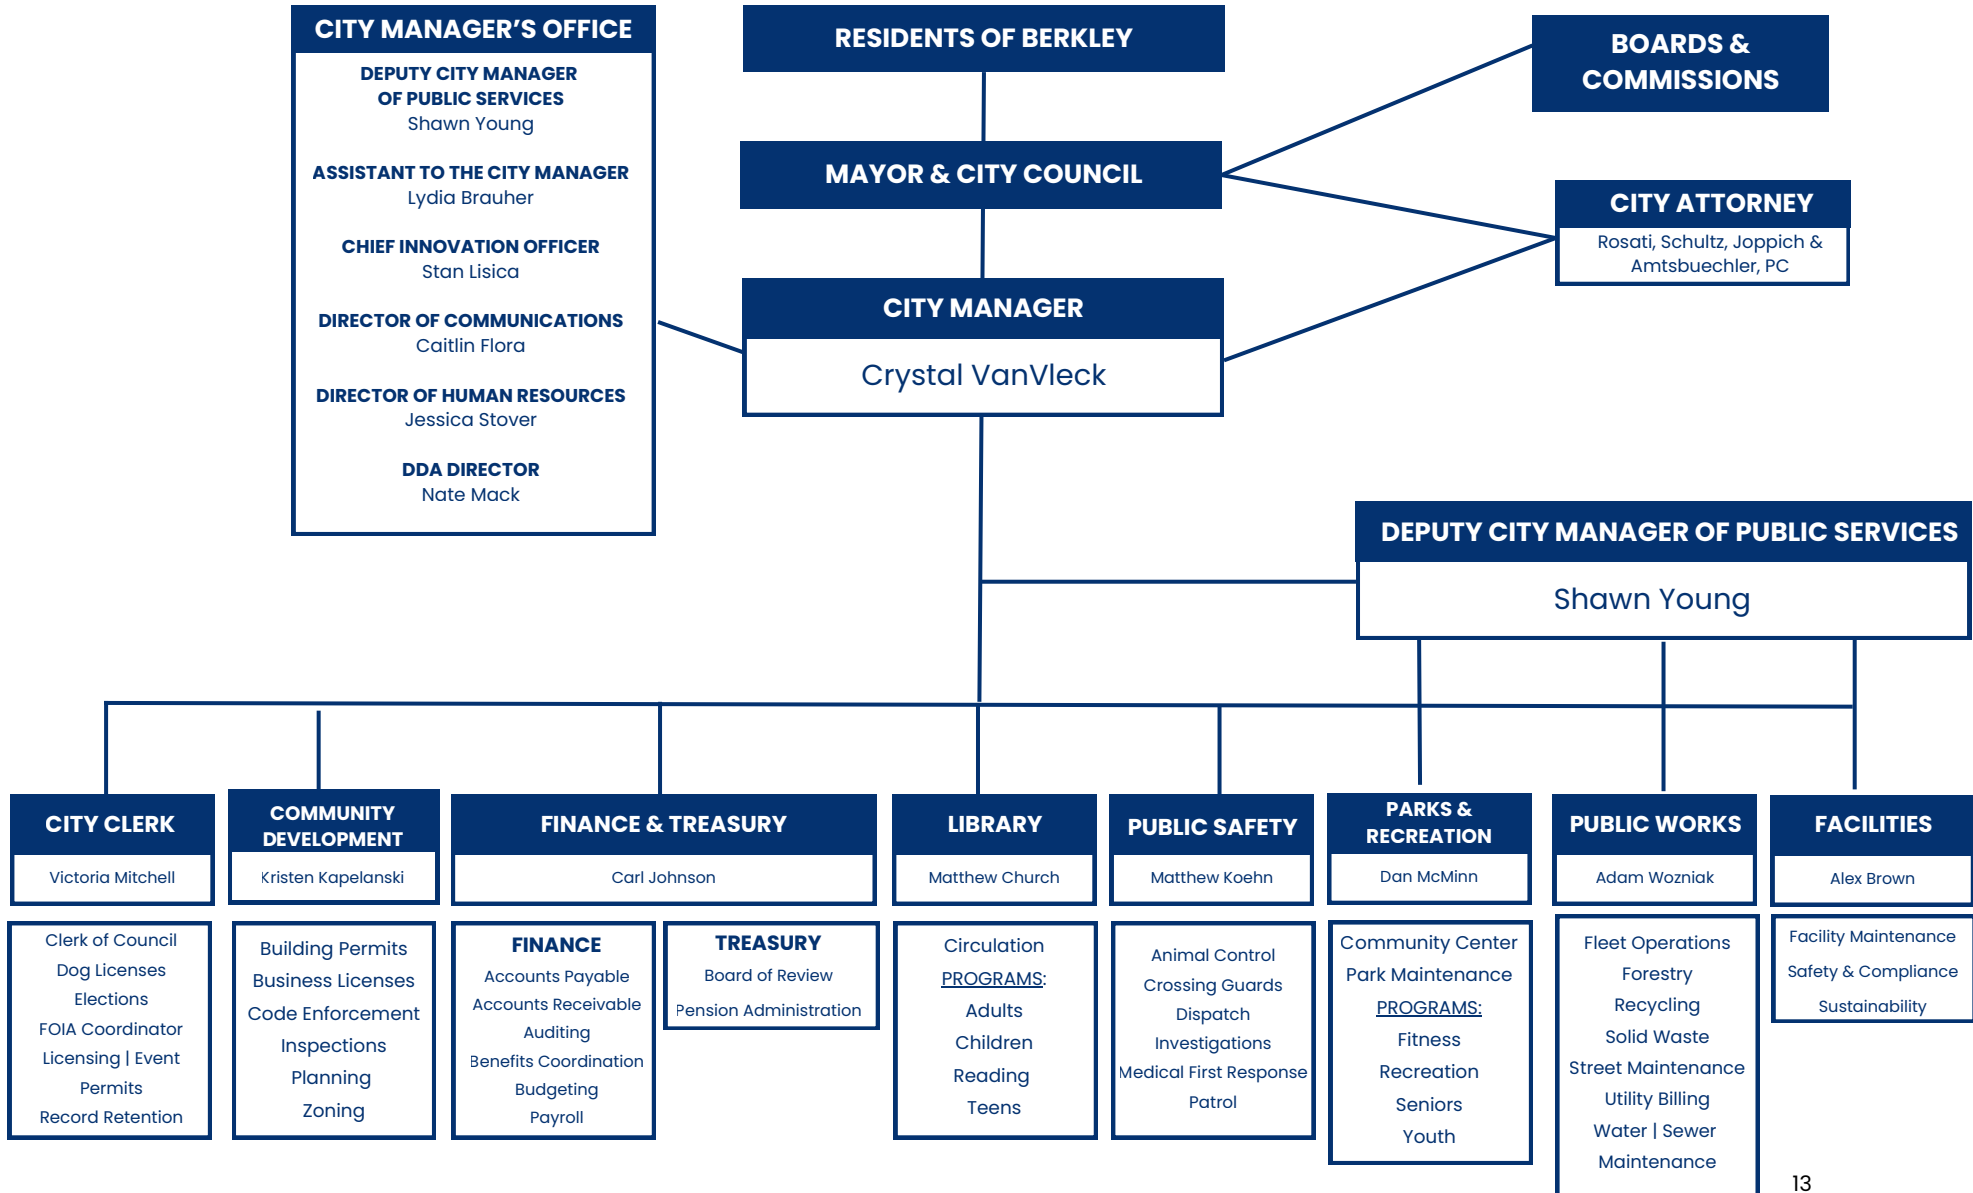 CITY MANAGER’S OFFICE
DEPUTY CITY MANAGER
OF PUBLIC SERVICES
Shawn Young
ASSISTANT TO THE CITY MANAGER
Lydia Brauher
CHIEF INNOVATION OFFICER
Stan Lisica
DIRECTOR OF COMMUNICATIONS
Caitlin Flora
DIRECTOR OF HUMAN RESOURCES
Jessica Stover
DDA DIRECTOR
Nate Mack
RESIDENTS OF BERKLEY
MAYOR & CITY COUNCIL
CITY MANAGER
Crystal VanVleck
BOARDS &
COMMISSIONS
CITY ATTORNEY
Rosati, Schultz, Joppich &
Amtsbuechler, PC
DEPUTY CITY MANAGER OF PUBLIC SERVICES
Shawn Young
CITY CLERK
Victoria Mitchell
Clerk of Council
Dog Licenses
Elections
FOIA Coordinator
Licensing | Event
Permits
Record Retention
COMMUNITY
DEVELOPMENT
Kristen Kapelanski
Building Permits
Business Licenses
Code Enforcement
Inspections
Planning
Zoning
FINANCE & TREASURY
Carl Johnson
FINANCE
Accounts Payable
Accounts Receivable
Auditing
Benefits Coordination
Budgeting
Payroll
TREASURY
Board of Review
Pension Administration
LIBRARY
Matthew Church
Circulation
PROGRAMS:
Adults
Children
Reading
Teens
PUBLIC SAFETY
Matthew Koehn
Animal Control
Crossing Guards
Dispatch
Investigations
Medical First Response
Patrol
PARKS &
RECREATION
Dan McMinn
Community Center
Park Maintenance
PROGRAMS:
Fitness
Recreation
Seniors
Youth
PUBLIC WORKS
Adam Wozniak
Fleet Operations
Forestry
Recycling
Solid Waste
Street Maintenance
Utility Billing
Water | Sewer
Maintenance
FACILITIES
Alex Brown
Facility Maintenance
Safety & Compliance
Sustainability
13